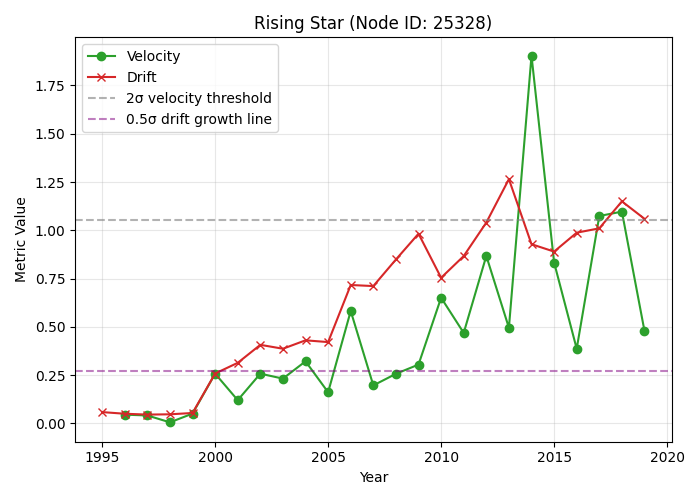 Rising Star (Node ID: 25328)
Velocity
Drift
2σ velocity threshold
0.5σ drift growth line
1.75
1.50
1.25
1.00
0.75
0.50
0.25
0.00
Metric Value
1995 2000 2005 2010 2015 2020
Year